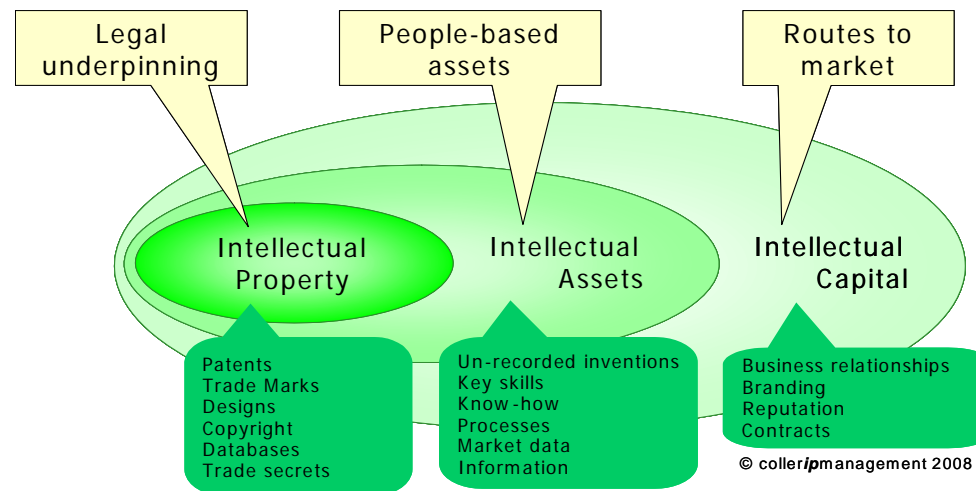 Legal
underpinning
People-based
assets
Routes to
market
Intellectual
Property
Intellectual
Assets
Intellectual
Capital
Patents
Trade Marks
Designs
Copyright
Databases
Trade secrets
Un-recorded inventions
Key skills
Know-how
Processes
Market data
Information
Business relationships
Branding
Reputation
Contracts
© colleripmanagement 2008